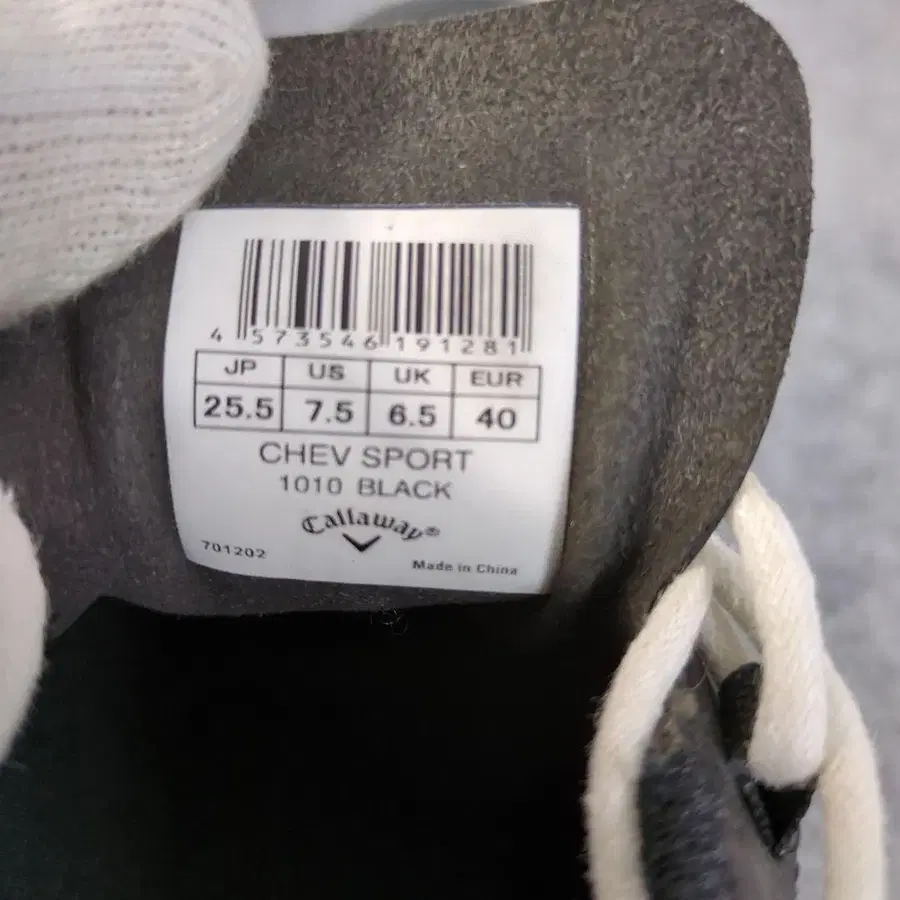 4 573546 191281
JP US UK EUR
25.5 7.5 6.5 40
CHEV SPORT
1010 BLACK
Callaway®
701202
Made in China